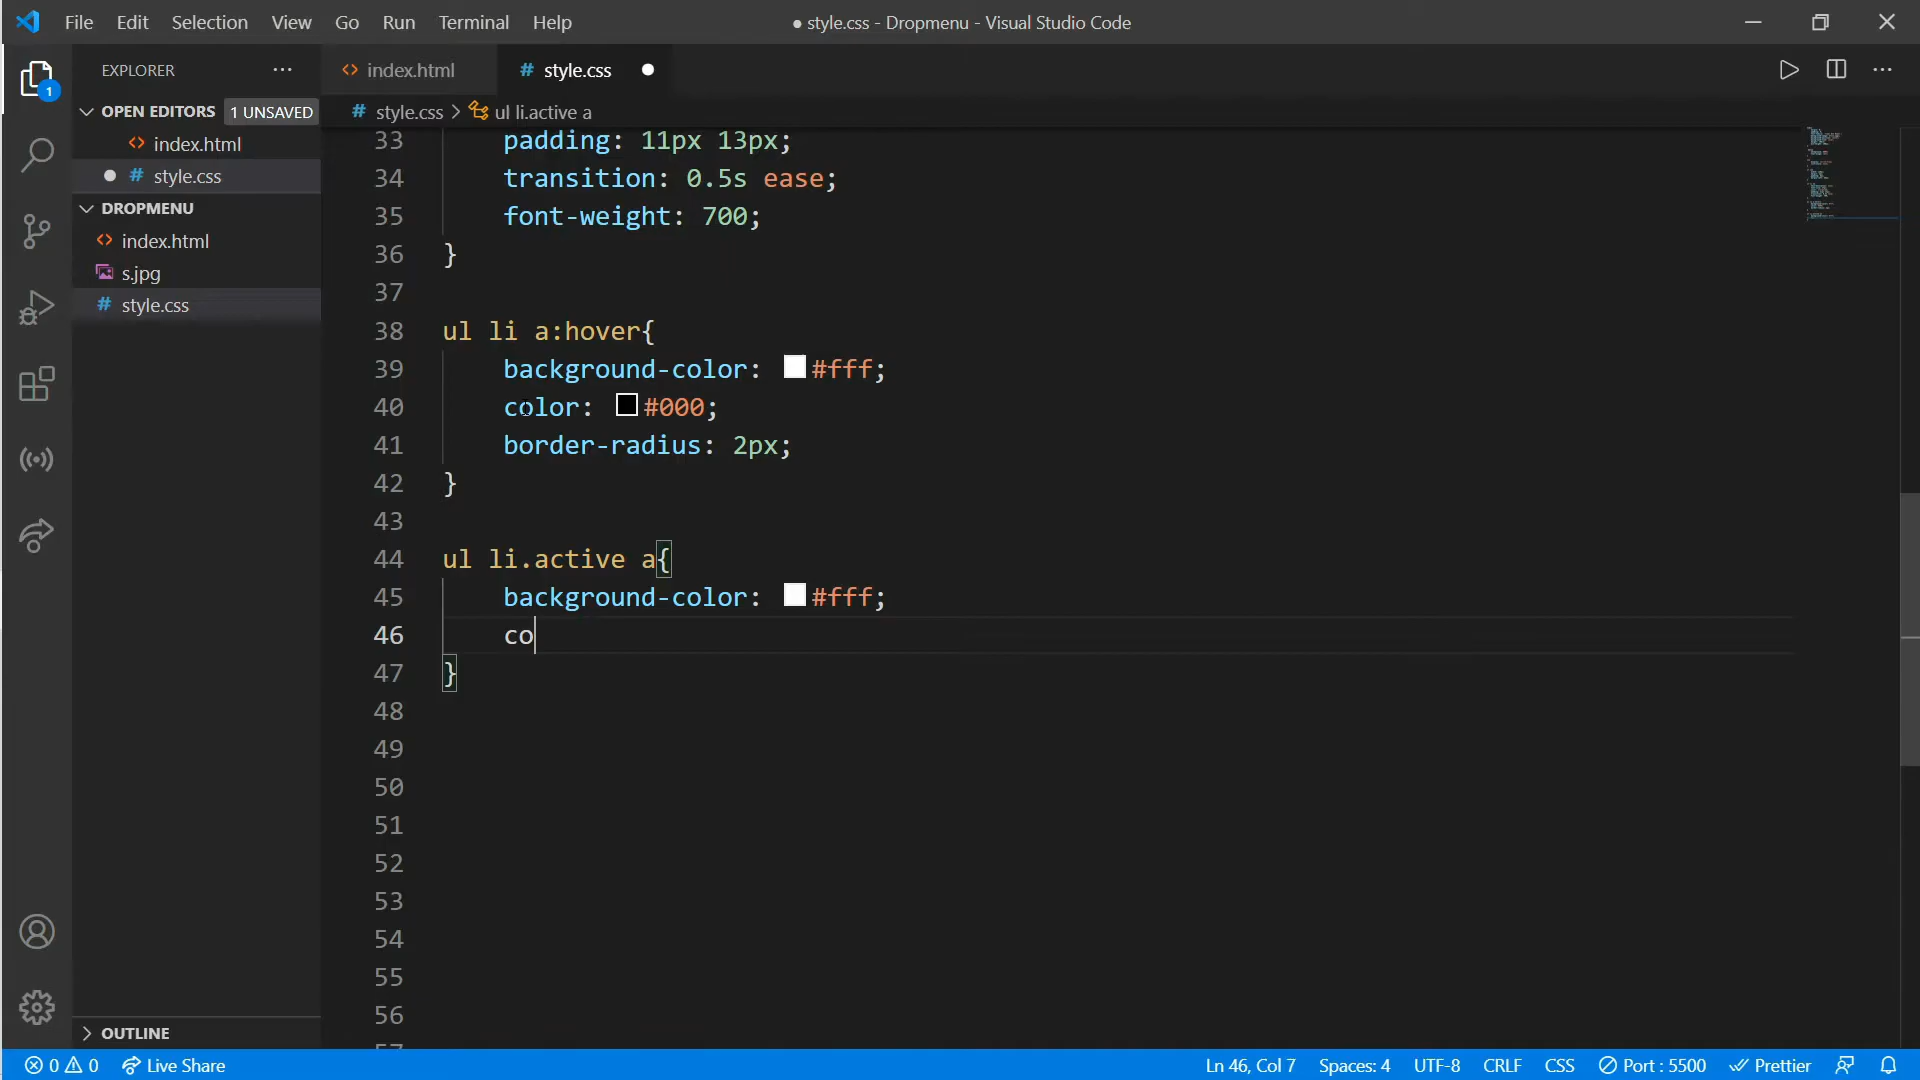 File Edit Selection View Go Run Terminal Help
● style.css - Dropmenu - Visual Studio Code
EXPLORER
OPEN EDITORS 1 UNSAVED
index.html
# style.css
DROPMENU
index.html
s.jpg
# style.css
OUTLINE
index.html # style.css
# style.css > ul li.active a
33 padding: 11px 13px;
34 transition: 0.5s ease;
35 font-weight: 700;
36 }
37
38 ul li a:hover{
39 background-color: #fff;
40 color: #000;
41 border-radius: 2px;
42 }
43
44 ul li.active a{
45 background-color: #fff;
46 co
47 }
48
49
50
51
52
53
54
55
56
1
0 0 Live Share Ln 46, Col 7 Spaces: 4 UTF-8 CRLF CSS Port : 5500 Prettier